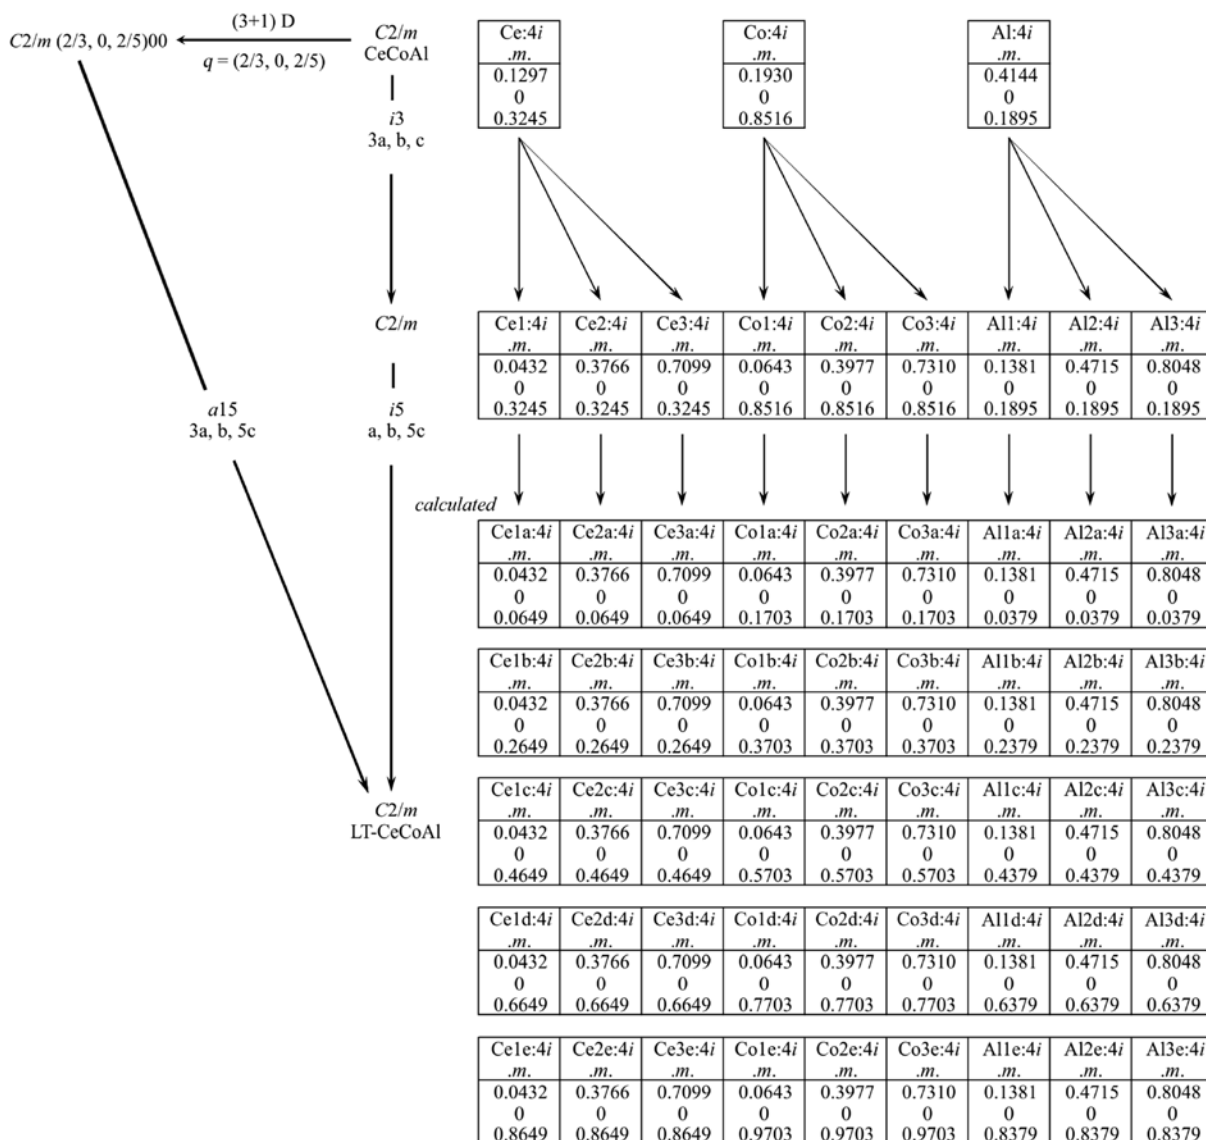 (3+1) D
C2/m (2/3, 0, 2/5)00
C2/m
CeCoAl
q = (2/3, 0, 2/5)
Ce:4i Co:4i Al:4i
.m. .m. .m.
0.1297 0.1930 0.4144
0 0 0
0.3245 0.8516 0.1895
i3
3a, b, c
C2/m
Ce1:4i Ce2:4i Ce3:4i Co1:4i Co2:4i Co3:4i Al1:4i Al2:4i Al3:4i
.m. .m. .m. .m. .m. .m. .m. .m. .m.
0.0432 0.3766 0.7099 0.0643 0.3977 0.7310 0.1381 0.4715 0.8048
0 0 0 0 0 0 0 0 0
0.3245 0.3245 0.3245 0.8516 0.8516 0.8516 0.1895 0.1895 0.1895
a15
3a, b, 5c
i5
a, b, 5c
calculated
Ce1a:4i Ce2a:4i Ce3a:4i Co1a:4i Co2a:4i Co3a:4i Al1a:4i Al2a:4i Al3a:4i
.m. .m. .m. .m. .m. .m. .m. .m. .m.
0.0432 0.3766 0.7099 0.0643 0.3977 0.7310 0.1381 0.4715 0.8048
0 0 0 0 0 0 0 0 0
0.0649 0.0649 0.0649 0.1703 0.1703 0.1703 0.0379 0.0379 0.0379
Ce1b:4i Ce2b:4i Ce3b:4i Co1b:4i Co2b:4i Co3b:4i Al1b:4i Al2b:4i Al3b:4i
.m. .m. .m. .m. .m. .m. .m. .m. .m.
0.0432 0.3766 0.7099 0.0643 0.3977 0.7310 0.1381 0.4715 0.8048
0 0 0 0 0 0 0 0 0
0.2649 0.2649 0.2649 0.3703 0.3703 0.3703 0.2379 0.2379 0.2379
C2/m
LT-CeCoAl
Ce1c:4i Ce2c:4i Ce3c:4i Co1c:4i Co2c:4i Co3c:4i Al1c:4i Al2c:4i Al3c:4i
.m. .m. .m. .m. .m. .m. .m. .m. .m.
0.0432 0.3766 0.7099 0.0643 0.3977 0.7310 0.1381 0.4715 0.8048
0 0 0 0 0 0 0 0 0
0.4649 0.4649 0.4649 0.5703 0.5703 0.5703 0.4379 0.4379 0.4379
Ce1d:4i Ce2d:4i Ce3d:4i Co1d:4i Co2d:4i Co3d:4i Al1d:4i Al2d:4i Al3d:4i
.m. .m. .m. .m. .m. .m. .m. .m. .m.
0.0432 0.3766 0.7099 0.0643 0.3977 0.7310 0.1381 0.4715 0.8048
0 0 0 0 0 0 0 0 0
0.6649 0.6649 0.6649 0.7703 0.7703 0.7703 0.6379 0.6379 0.6379
Ce1e:4i Ce2e:4i Ce3e:4i Co1e:4i Co2e:4i Co3e:4i Al1e:4i Al2e:4i Al3e:4i
.m. .m. .m. .m. .m. .m. .m. .m. .m.
0.0432 0.3766 0.7099 0.0643 0.3977 0.7310 0.1381 0.4715 0.8048
0 0 0 0 0 0 0 0 0
0.8649 0.8649 0.8649 0.9703 0.9703 0.9703 0.8379 0.8379 0.8379